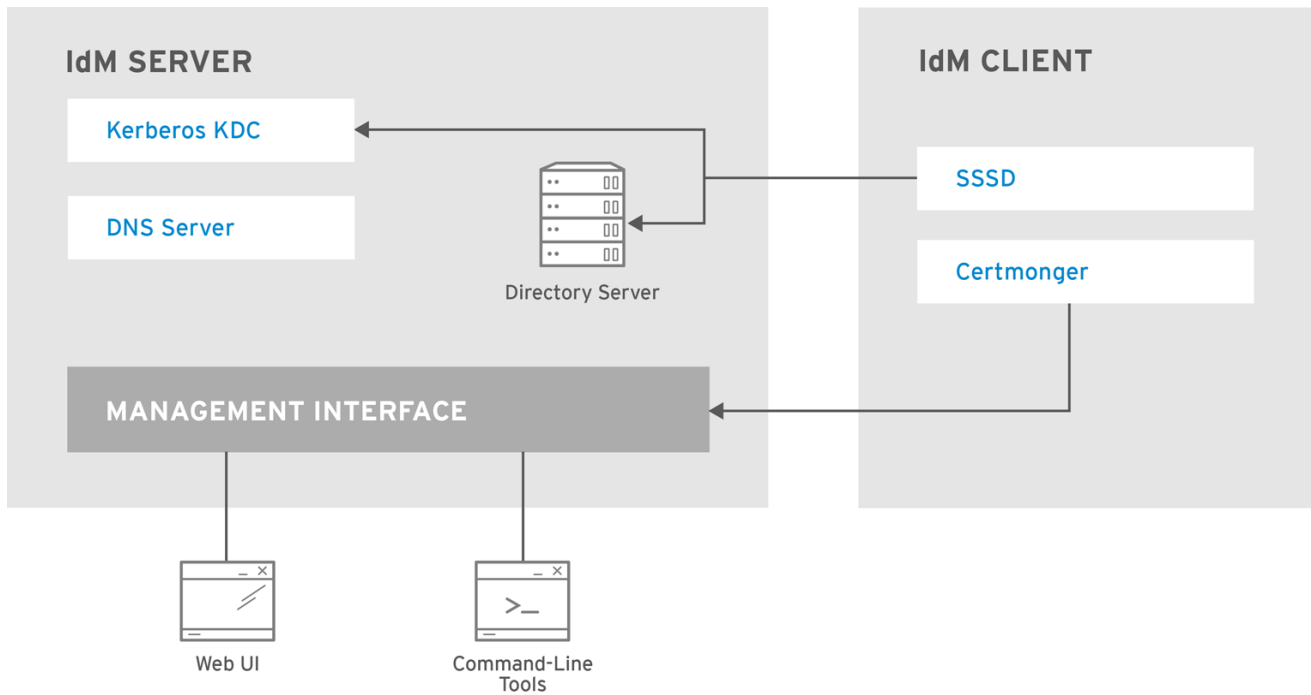 IdM SERVER
Kerberos KDC
DNS Server
Directory Server
MANAGEMENT INTERFACE
Web UI
Command-Line
Tools
IdM CLIENT
SSSD
Certmonger